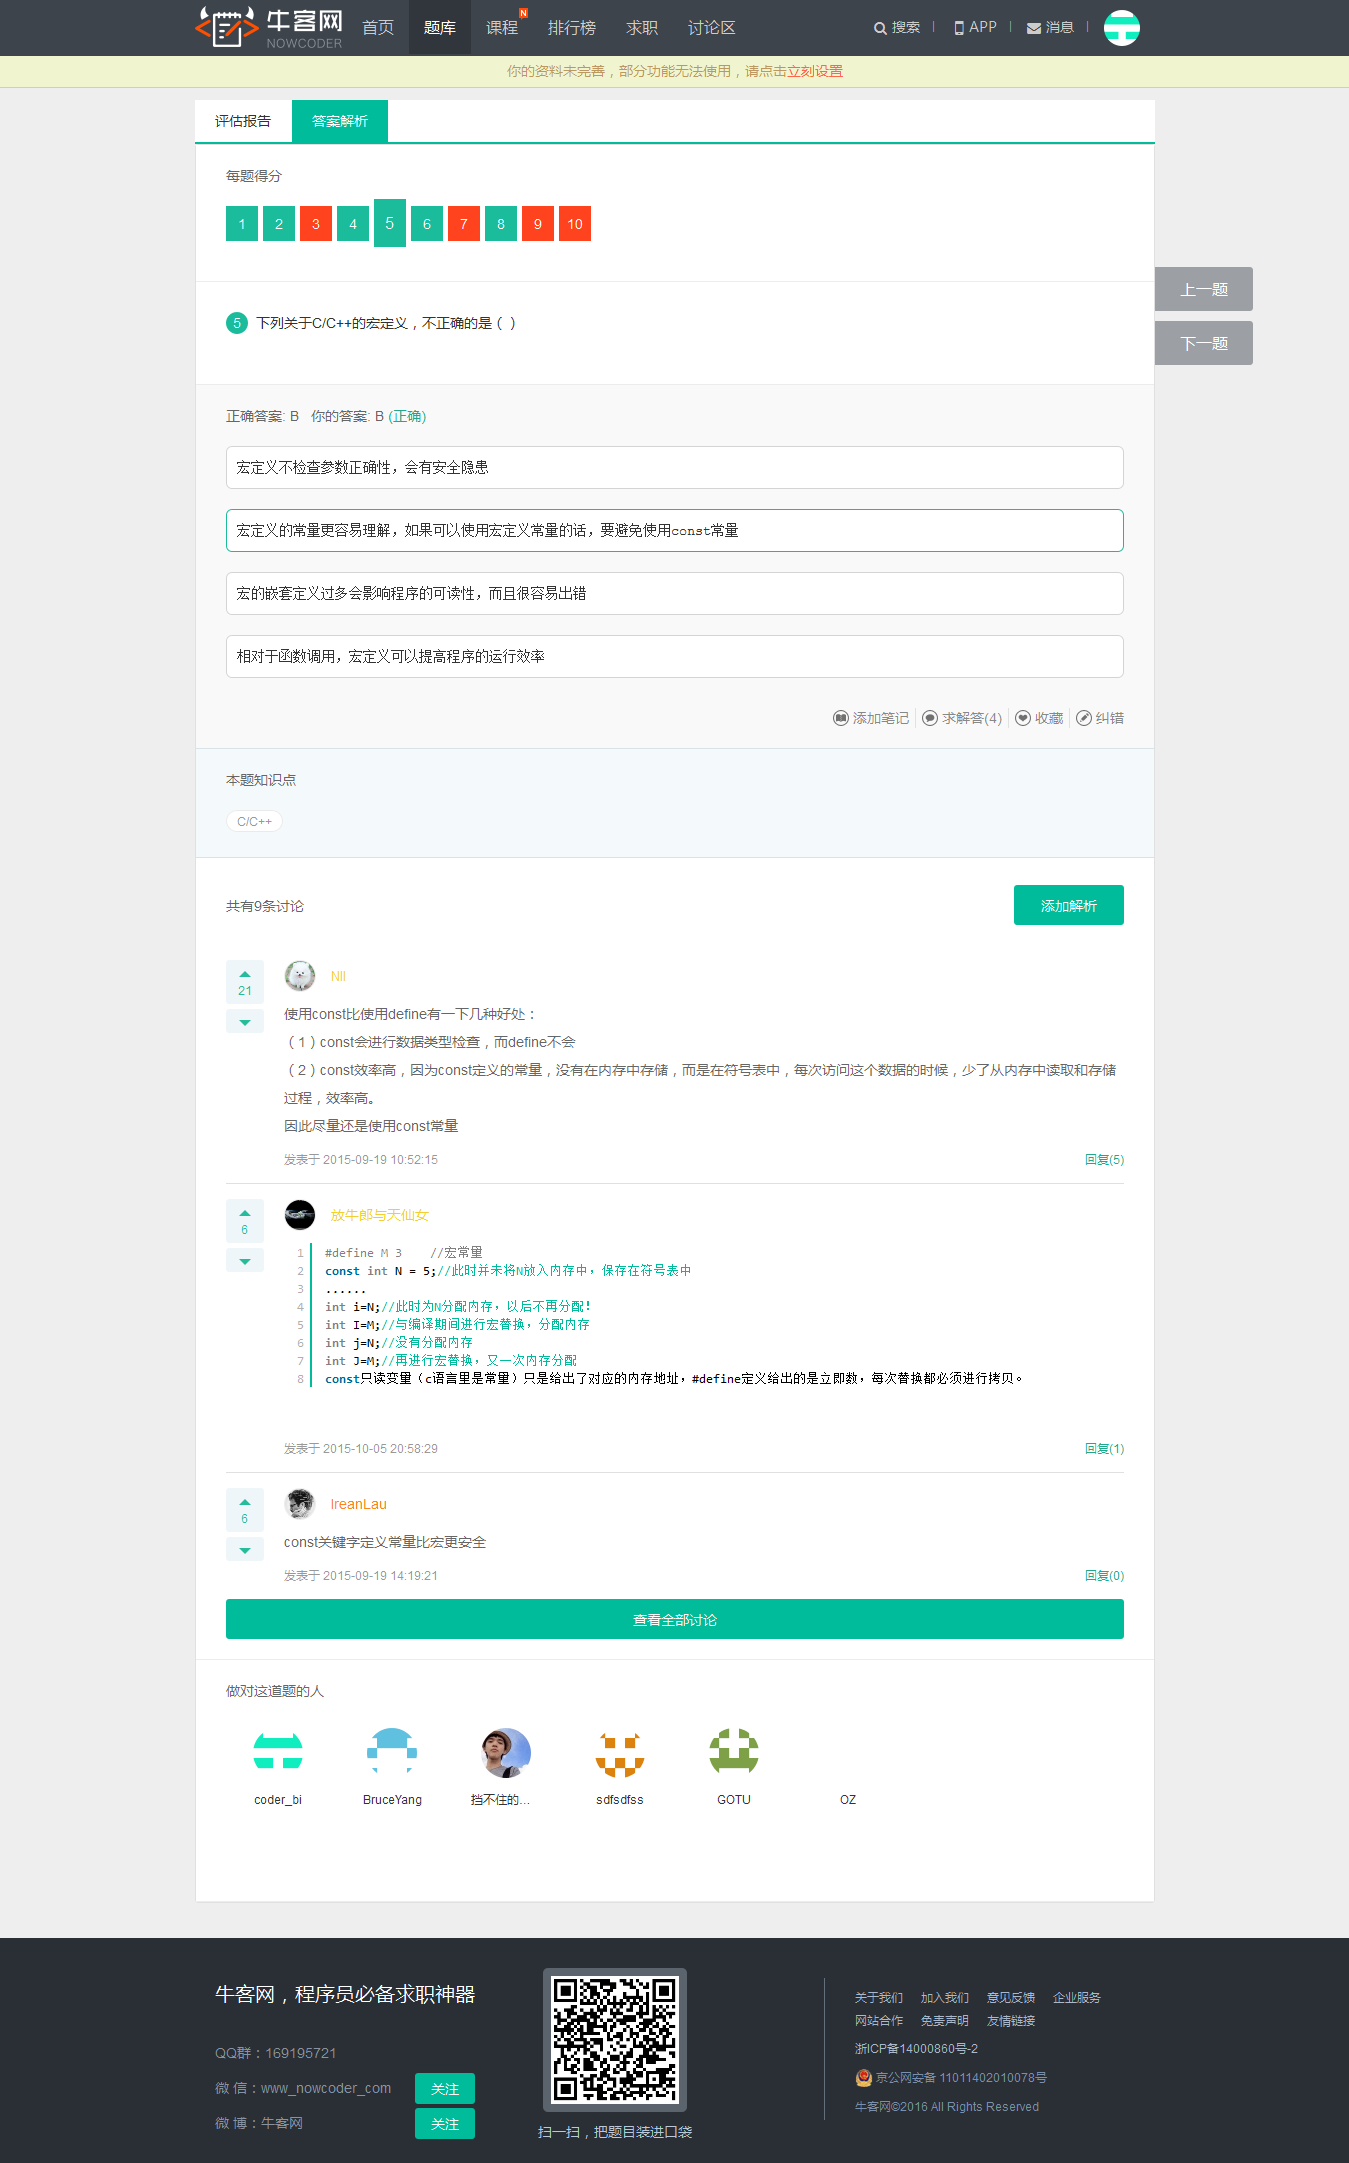 牛客网
NOWCODER
首页 题库 课程 N 排行榜 求职 讨论区 搜索 APP 消息
你的资料未完善，部分功能无法使用，请点击立刻设置
评估报告 答案解析
每题得分
1 2 3 4 5 6 7 8 9 10
上一题
5 下列关于C/C++的宏定义，不正确的是（ ）
下一题
正确答案: B 你的答案: B (正确)
宏定义不检查参数正确性，会有安全隐患
宏定义的常量更容易理解，如果可以使用宏定义常量的话，要避免使用const常量
宏的嵌套定义过多会影响程序的可读性，而且很容易出错
相对于函数调用，宏定义可以提高程序的运行效率
添加笔记 求解答(4) 收藏 纠错
本题知识点
C/C++
共有9条讨论 添加解析
21
NII
使用const比使用define有一下几种好处：
（1）const会进行数据类型检查，而define不会
（2）const效率高，因为const定义的常量，没有在内存中存储，而是在符号表中，每次访问这个数据的时候，少了从内存中读取和存储
过程，效率高。
因此尽量还是使用const常量
发表于 2015-09-19 10:52:15 回复(5)
6
放牛郎与天仙女
1 #define M 3    //宏常量
2 const int N = 5;//此时并未将N放入内存中，保存在符号表中
3 ......
4 int i=N;//此时为N分配内存，以后不再分配！
5 int I=M;//与编译期间进行宏替换，分配内存
6 int j=N;//没有分配内存
7 int J=M;//再进行宏替换，又一次内存分配
8 const只读变量（c语言里是常量）只是给出了对应的内存地址，#define定义给出的是立即数，每次替换都必须进行拷贝。
发表于 2015-10-05 20:58:29 回复(1)
6
IreanLau
const关键字定义常量比宏更安全
发表于 2015-09-19 14:19:21 回复(0)
查看全部讨论
做对这道题的人
coder_bi BruceYang 挡不住的... sdfsdfss GOTU OZ
牛客网，程序员必备求职神器
QQ群：169195721
微 信：www_nowcoder_com 关注
微 博：牛客网 关注
扫一扫，把题目装进口袋
关于我们 加入我们 意见反馈 企业服务
网站合作 免责声明 友情链接
浙ICP备14000860号-2
京公网安备 11011402010078号
牛客网©2016 All Rights Reserved